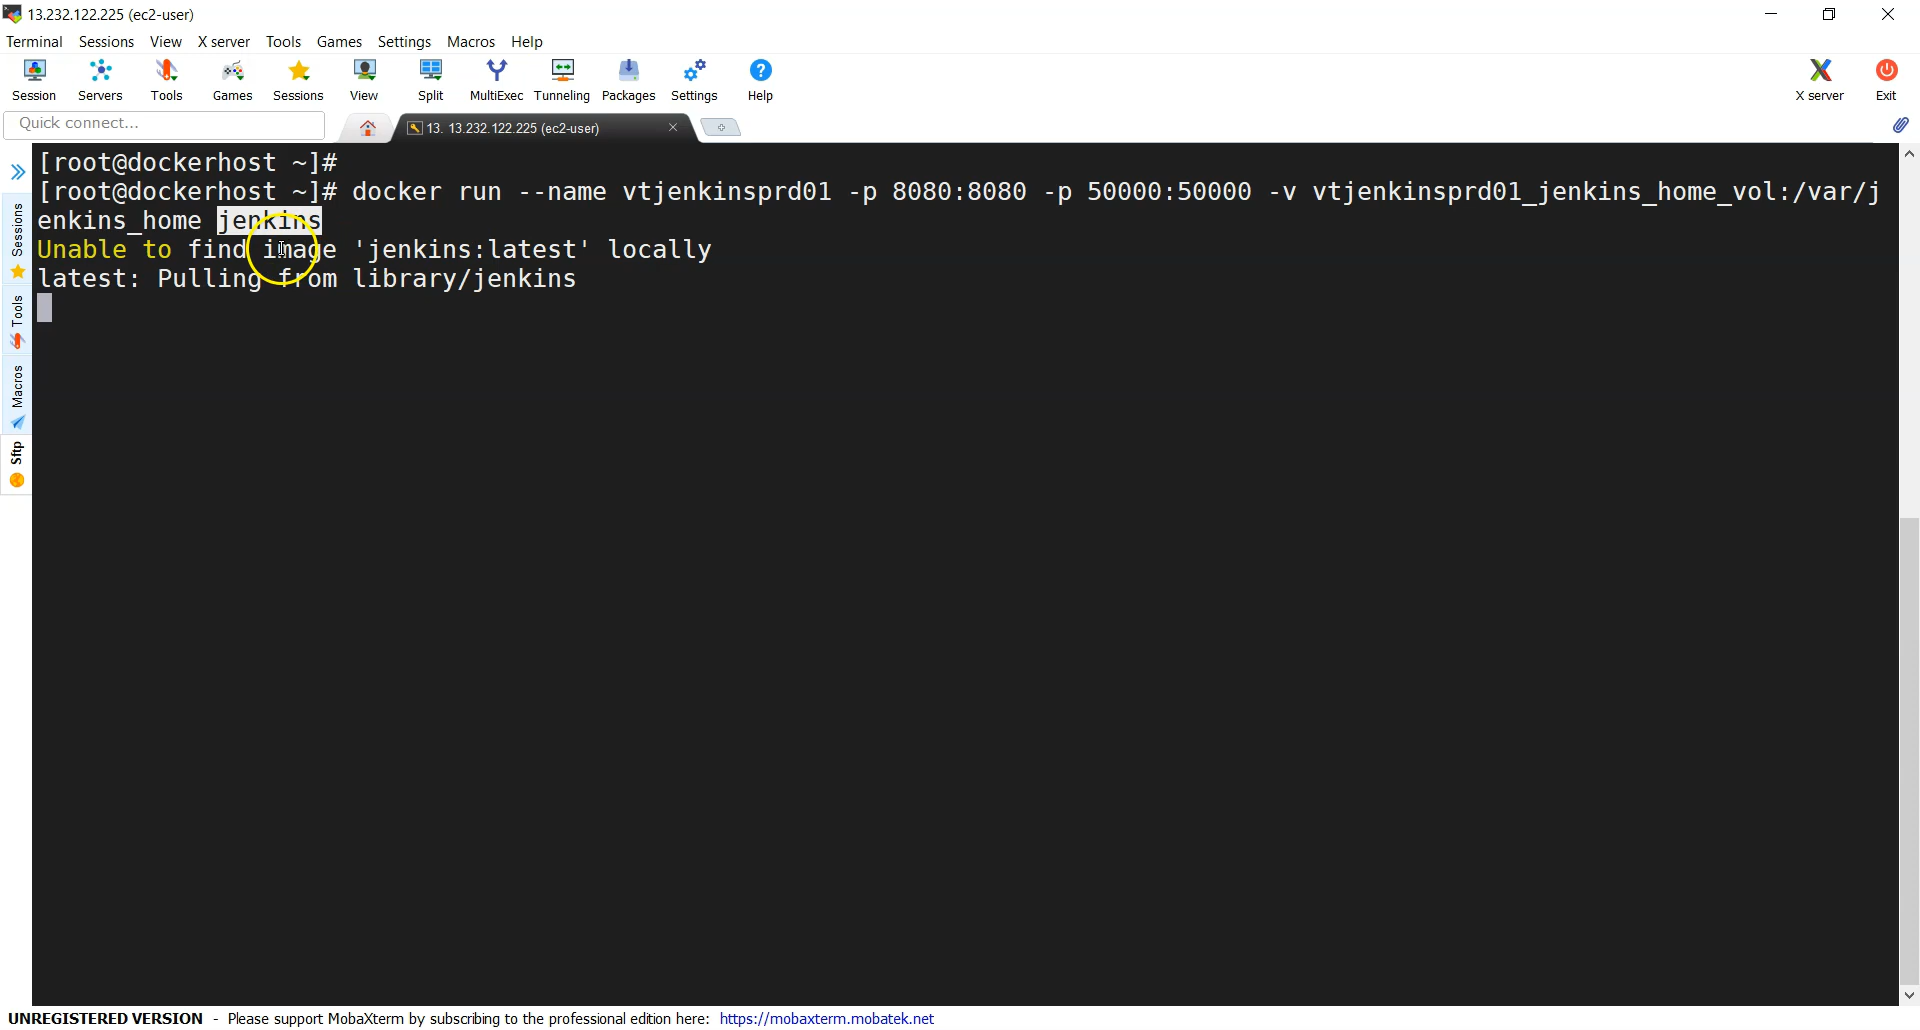 13.232.122.225 (ec2-user)
Terminal Sessions View X server Tools Games Settings Macros Help
Session Servers Tools Games Sessions View Split MultiExec Tunneling Packages Settings Help X server Exit
Quick connect...
13. 13.232.122.225 (ec2-user)
Sessions
Tools
Macros
Sftp
[root@dockerhost ~]#
[root@dockerhost ~]# docker run --name vtjenkinsprd01 -p 8080:8080 -p 50000:50000 -v vtjenkinsprd01_jenkins_home_vol:/var/j
enkins_home jenkins
Unable to find image 'jenkins:latest' locally
latest: Pulling from library/jenkins
UNREGISTERED VERSION - Please support MobaXterm by subscribing to the professional edition here: https://mobaxterm.mobatek.net